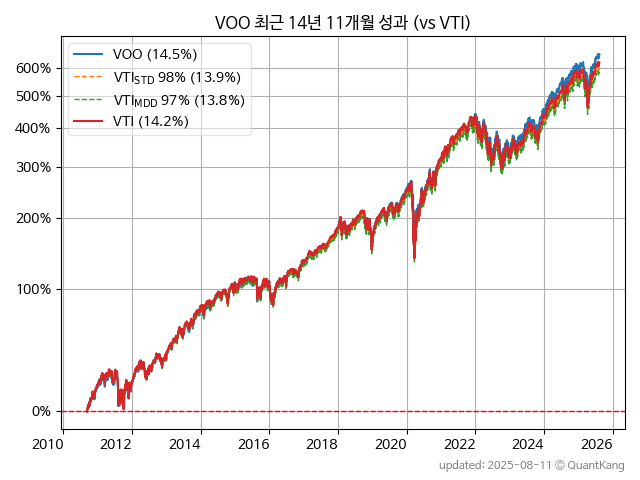 VOO 최근 14년 11개월 성과 (vs VTI)
VOO (14.5%)
VTI_STD 98% (13.9%)
VTI_MDD 97% (13.8%)
VTI (14.2%)
600%
500%
400%
300%
200%
100%
0%
2010 2012 2014 2016 2018 2020 2022 2024 2026
updated: 2025-08-11 © QuantKang